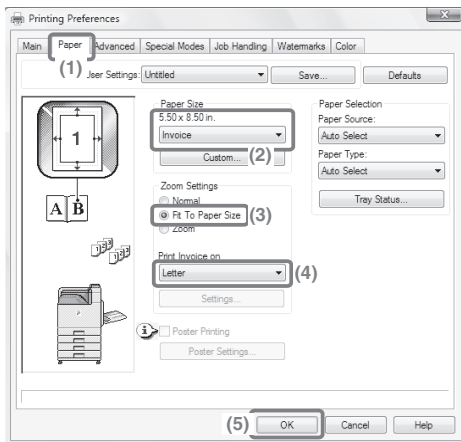 Printing Preferences
Main Paper Advanced Special Modes Job Handling Watermarks Color
(1) User Settings: Untitled Save... Defaults
Paper Size
5.50 x 8.50 in.
Invoice
(2)
Custom...
Paper Selection
Paper Source:
Auto Select
Paper Type:
Auto Select
Tray Status...
1
A B
123
123
Zoom Settings
Normal
Fit To Paper Size (3)
Zoom
Print Invoice on
Letter (4)
Settings...
Poster Printing
Poster Settings...
(5) OK Cancel Help